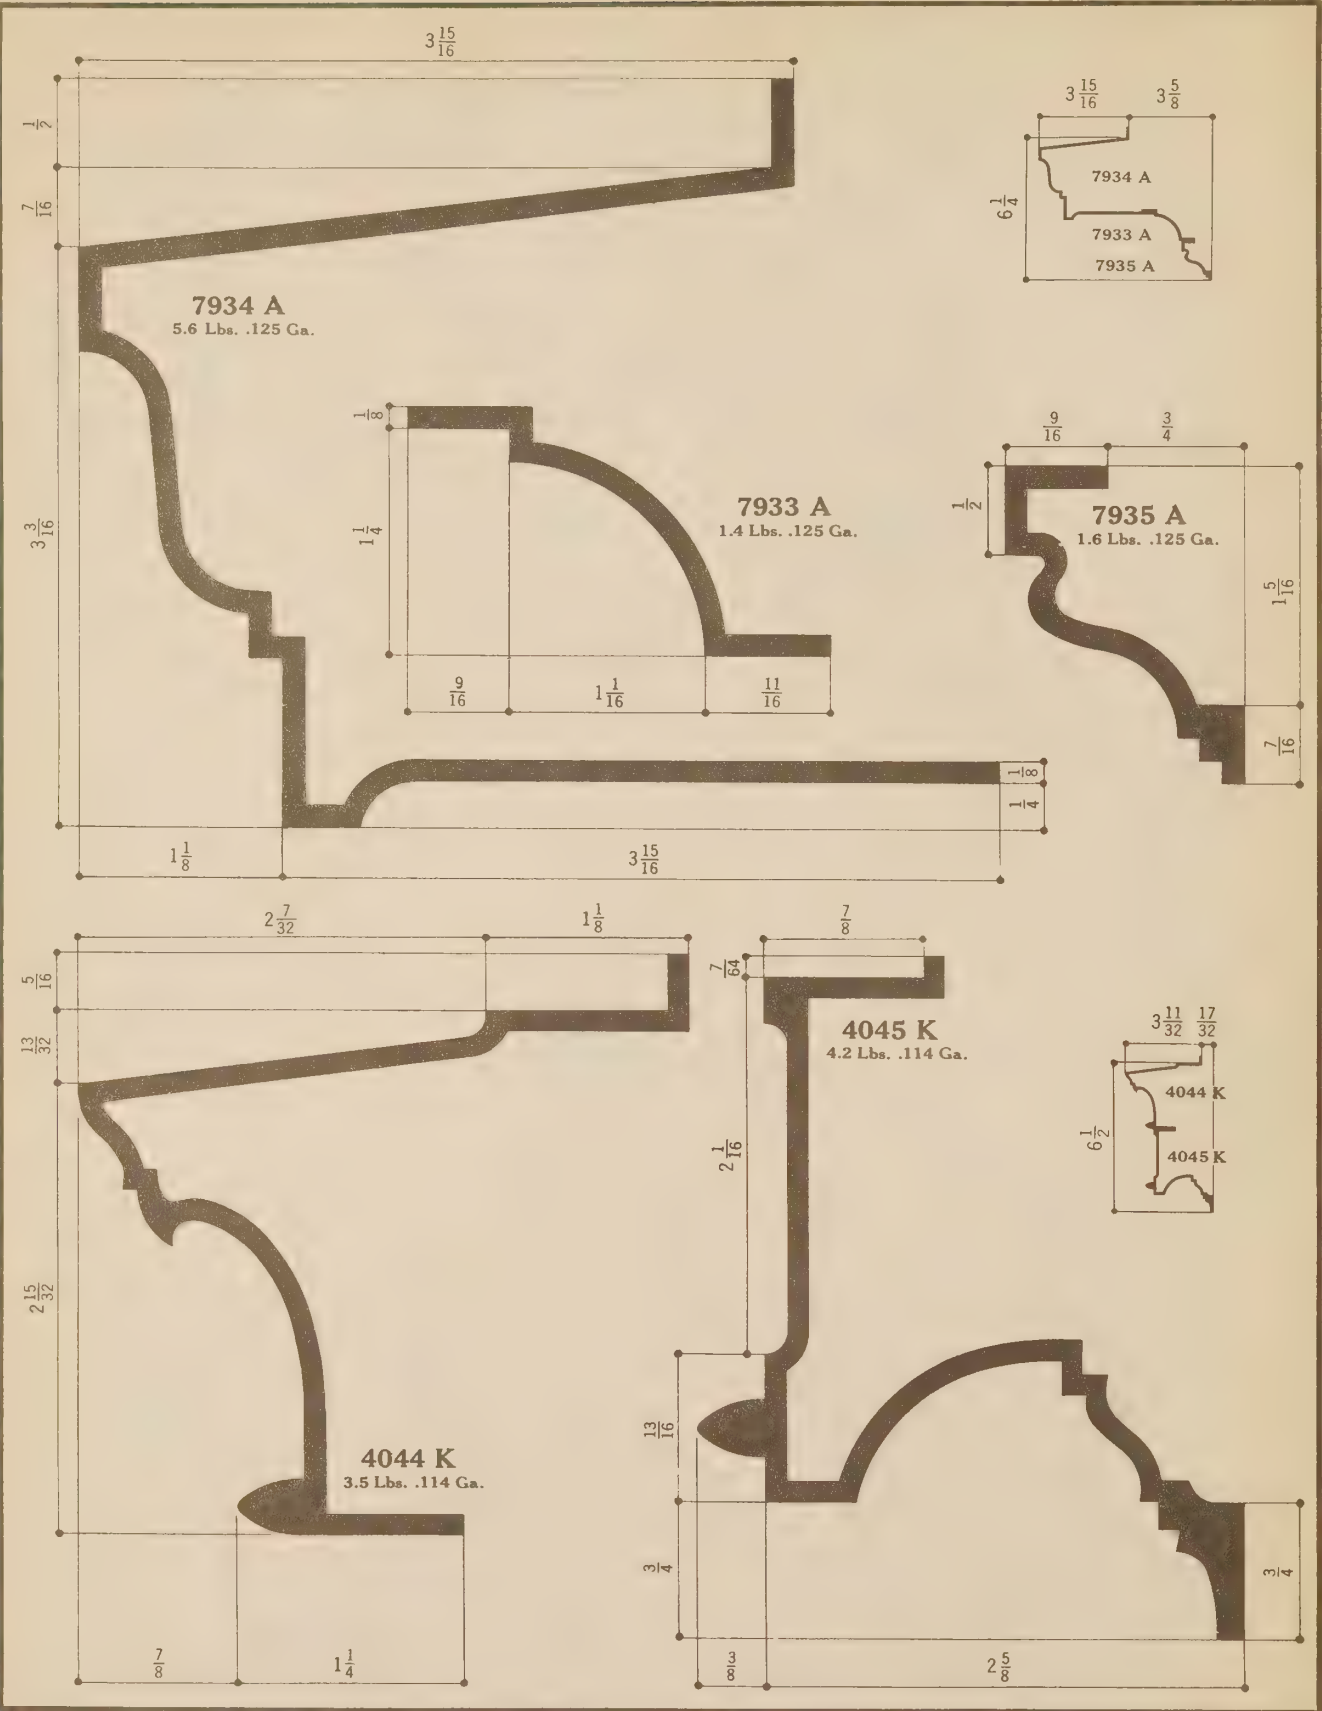 3 15/16
1/2
7/16
3 3/16
7934 A
5.6 Lbs. .125 Ga.
1 1/8
3 15/16
1/8
1/4
3 15/16 3 5/8
6 1/4
7934 A
7933 A
7935 A
1/8
1 1/4
7933 A
1.4 Lbs. .125 Ga.
9/16 1 1/16 11/16
9/16 3/4
1/2
7935 A
1.6 Lbs. .125 Ga.
1 5/16
7/16
2 7/32 1 1/8
5/16
13/32
2 15/32
4044 K
3.5 Lbs. .114 Ga.
7/8 1 1/4
7/8
7/64
4045 K
4.2 Lbs. .114 Ga.
2 1/16
13/16
3/4
3/4
3/8 2 5/8
3 11/32 17/32
6 1/2
4044 K
4045 K